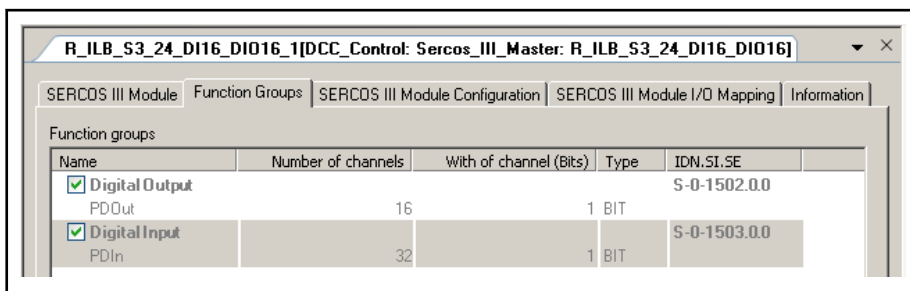 R_ILB_S3_24_DI16_DIO16_1[DCC_Control: Sercos_III_Master: R_ILB_S3_24_DI16_DIO16]
SERCOS III Module Function Groups SERCOS III Module Configuration SERCOS III Module I/O Mapping Information
Function groups
Name Number of channels With of channel (Bits) Type IDN.SI.SE
Digital Output S-0-1502.0.0
PDOut 16 1 BIT
Digital Input S-0-1503.0.0
PDIn 32 1 BIT